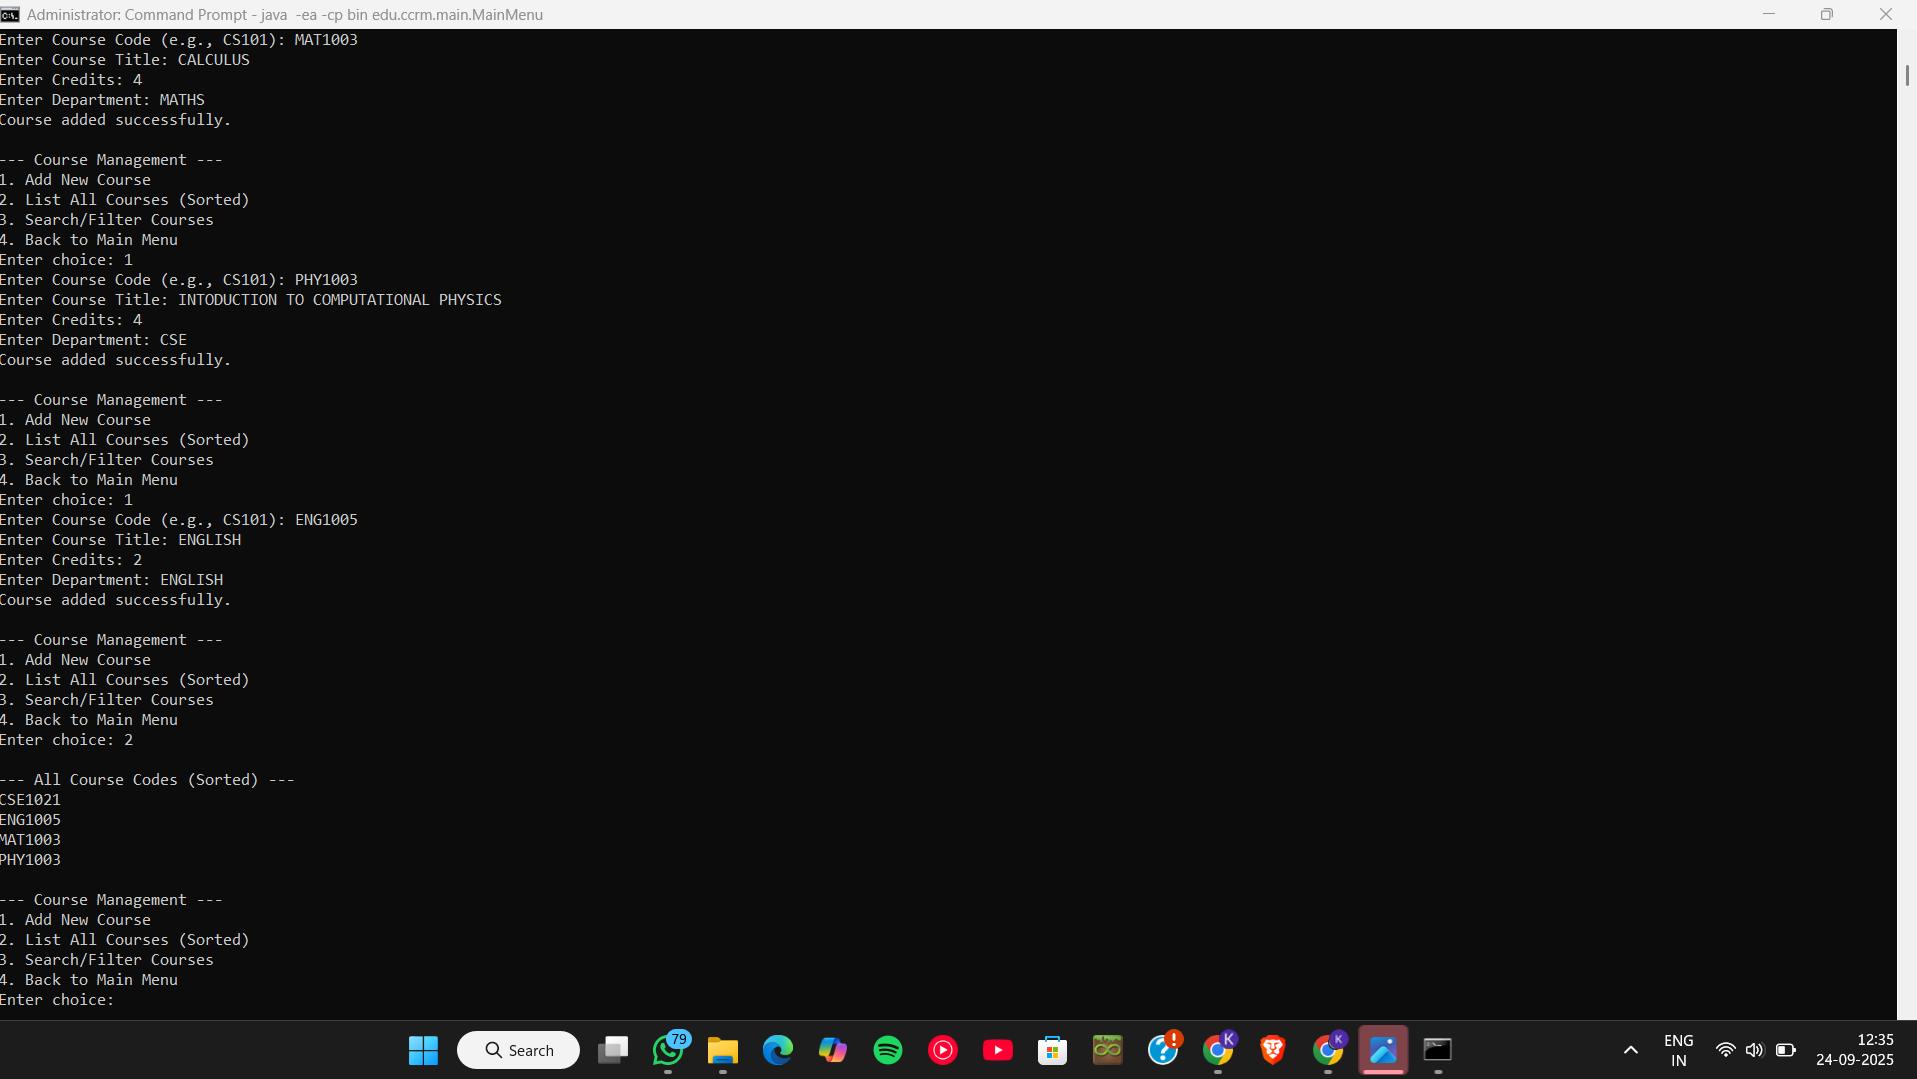 Administrator: Command Prompt - java -ea -cp bin edu.ccrm.main.MainMenu
Enter Course Code (e.g., CS101): MAT1003
Enter Course Title: CALCULUS
Enter Credits: 4
Enter Department: MATHS
Course added successfully.
--- Course Management ---
1. Add New Course
2. List All Courses (Sorted)
3. Search/Filter Courses
4. Back to Main Menu
Enter choice: 1
Enter Course Code (e.g., CS101): PHY1003
Enter Course Title: INTODUCTION TO COMPUTATIONAL PHYSICS
Enter Credits: 4
Enter Department: CSE
Course added successfully.
--- Course Management ---
1. Add New Course
2. List All Courses (Sorted)
3. Search/Filter Courses
4. Back to Main Menu
Enter choice: 1
Enter Course Code (e.g., CS101): ENG1005
Enter Course Title: ENGLISH
Enter Credits: 2
Enter Department: ENGLISH
Course added successfully.
--- Course Management ---
1. Add New Course
2. List All Courses (Sorted)
3. Search/Filter Courses
4. Back to Main Menu
Enter choice: 2
--- All Course Codes (Sorted) ---
CSE1021
ENG1005
MAT1003
PHY1003
--- Course Management ---
1. Add New Course
2. List All Courses (Sorted)
3. Search/Filter Courses
4. Back to Main Menu
Enter choice:
Search
79
K
K
ENG
IN
12:35
24-09-2025